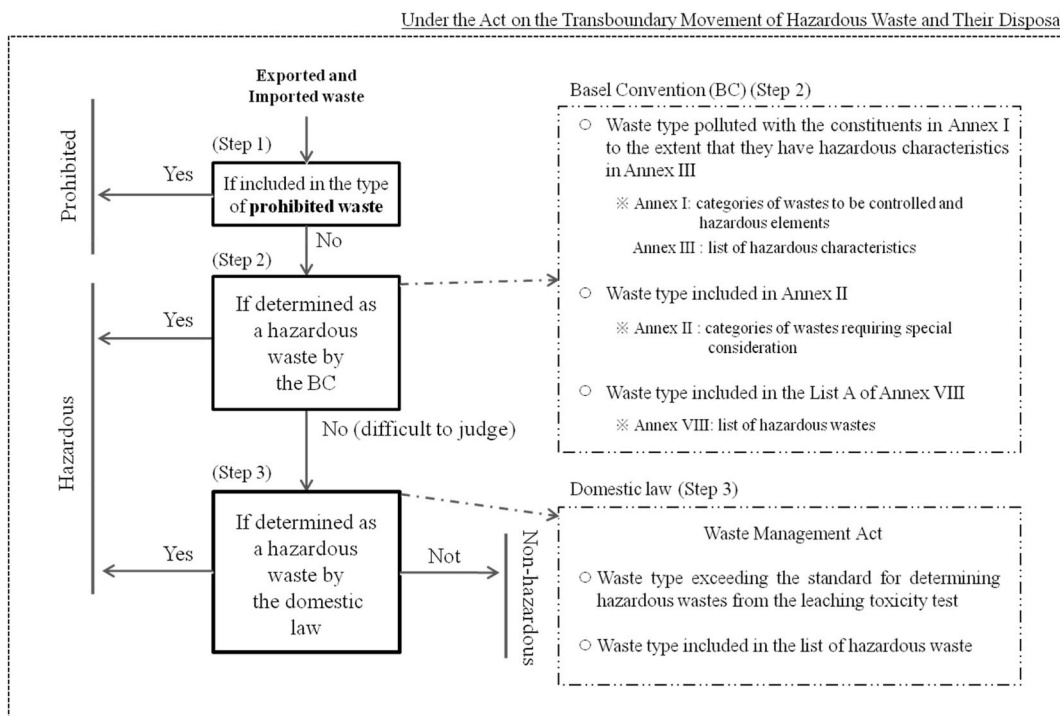 Under the Act on the Transboundary Movement of Hazardous Waste and Their Disposa
Exported and
Imported waste
(Step 1)
If included in the type
of prohibited waste
Yes
Prohibited
No
(Step 2)
If determined as
a hazardous
waste by
the BC
Yes
Hazardous
No (difficult to judge)
(Step 3)
If determined as
a hazardous
waste by
the domestic
law
Yes
Not
Non-hazardous
Basel Convention (BC) (Step 2)
○ Waste type polluted with the constituents in Annex I
to the extent that they have hazardous characteristics
in Annex III
※ Annex I: categories of wastes to be controlled and
hazardous elements
Annex III : list of hazardous characteristics
○ Waste type included in Annex II
※ Annex II : categories of wastes requiring special
consideration
○ Waste type included in the List A of Annex VIII
※ Annex VIII: list of hazardous wastes
Domestic law (Step 3)
Waste Management Act
○ Waste type exceeding the standard for determining
hazardous wastes from the leaching toxicity test
○ Waste type included in the list of hazardous waste